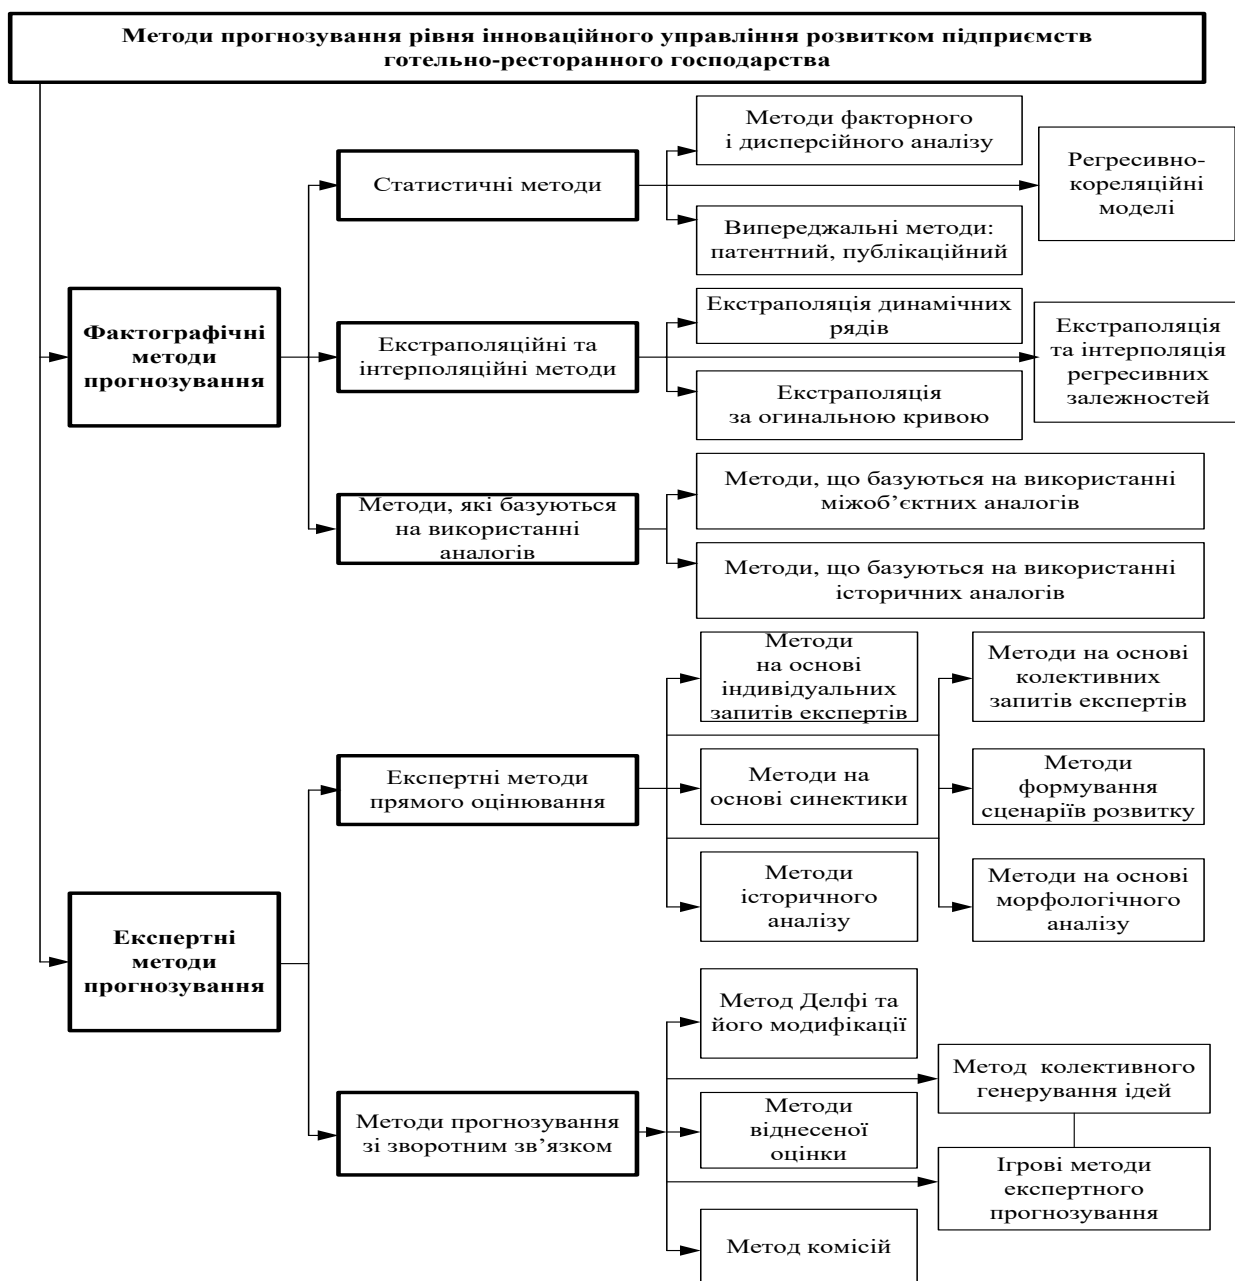 Методи прогнозування рівня інноваційного управління розвитком підприємств
готельно-ресторанного господарства
Методи факторного
і дисперсійного аналізу
Статистичні методи
Регресивно-
кореляційні
моделі
Випереджальні методи:
патентний, публікаційний
Фактографічні
методи
прогнозування
Екстраполяція динамічних
рядів
Екстраполяційні та
інтерполяційні методи
Екстраполяція
та інтерполяція
регресивних
залежностей
Екстраполяція
за огинальною кривою
Методи, які базуються
на використанні
аналогів
Методи, що базуються на використанні
міжоб’єктних аналогів
Методи, що базуються на використанні
історичних аналогів
Методи
на основі
індивідуальних
запитів експертів
Методи на основі
колективних
запитів експертів
Експертні методи
прямого оцінювання
Методи на
основі синектики
Методи
формування
сценаріїв розвитку
Методи
історичного
аналізу
Методи на основі
морфологічного
аналізу
Експертні
методи
прогнозування
Метод Делфі та
його модифікації
Метод колективного
генерування ідей
Методи прогнозування
зі зворотним зв’язком
Методи
віднесеної
оцінки
Ігрові методи
експертного
прогнозування
Метод комісій